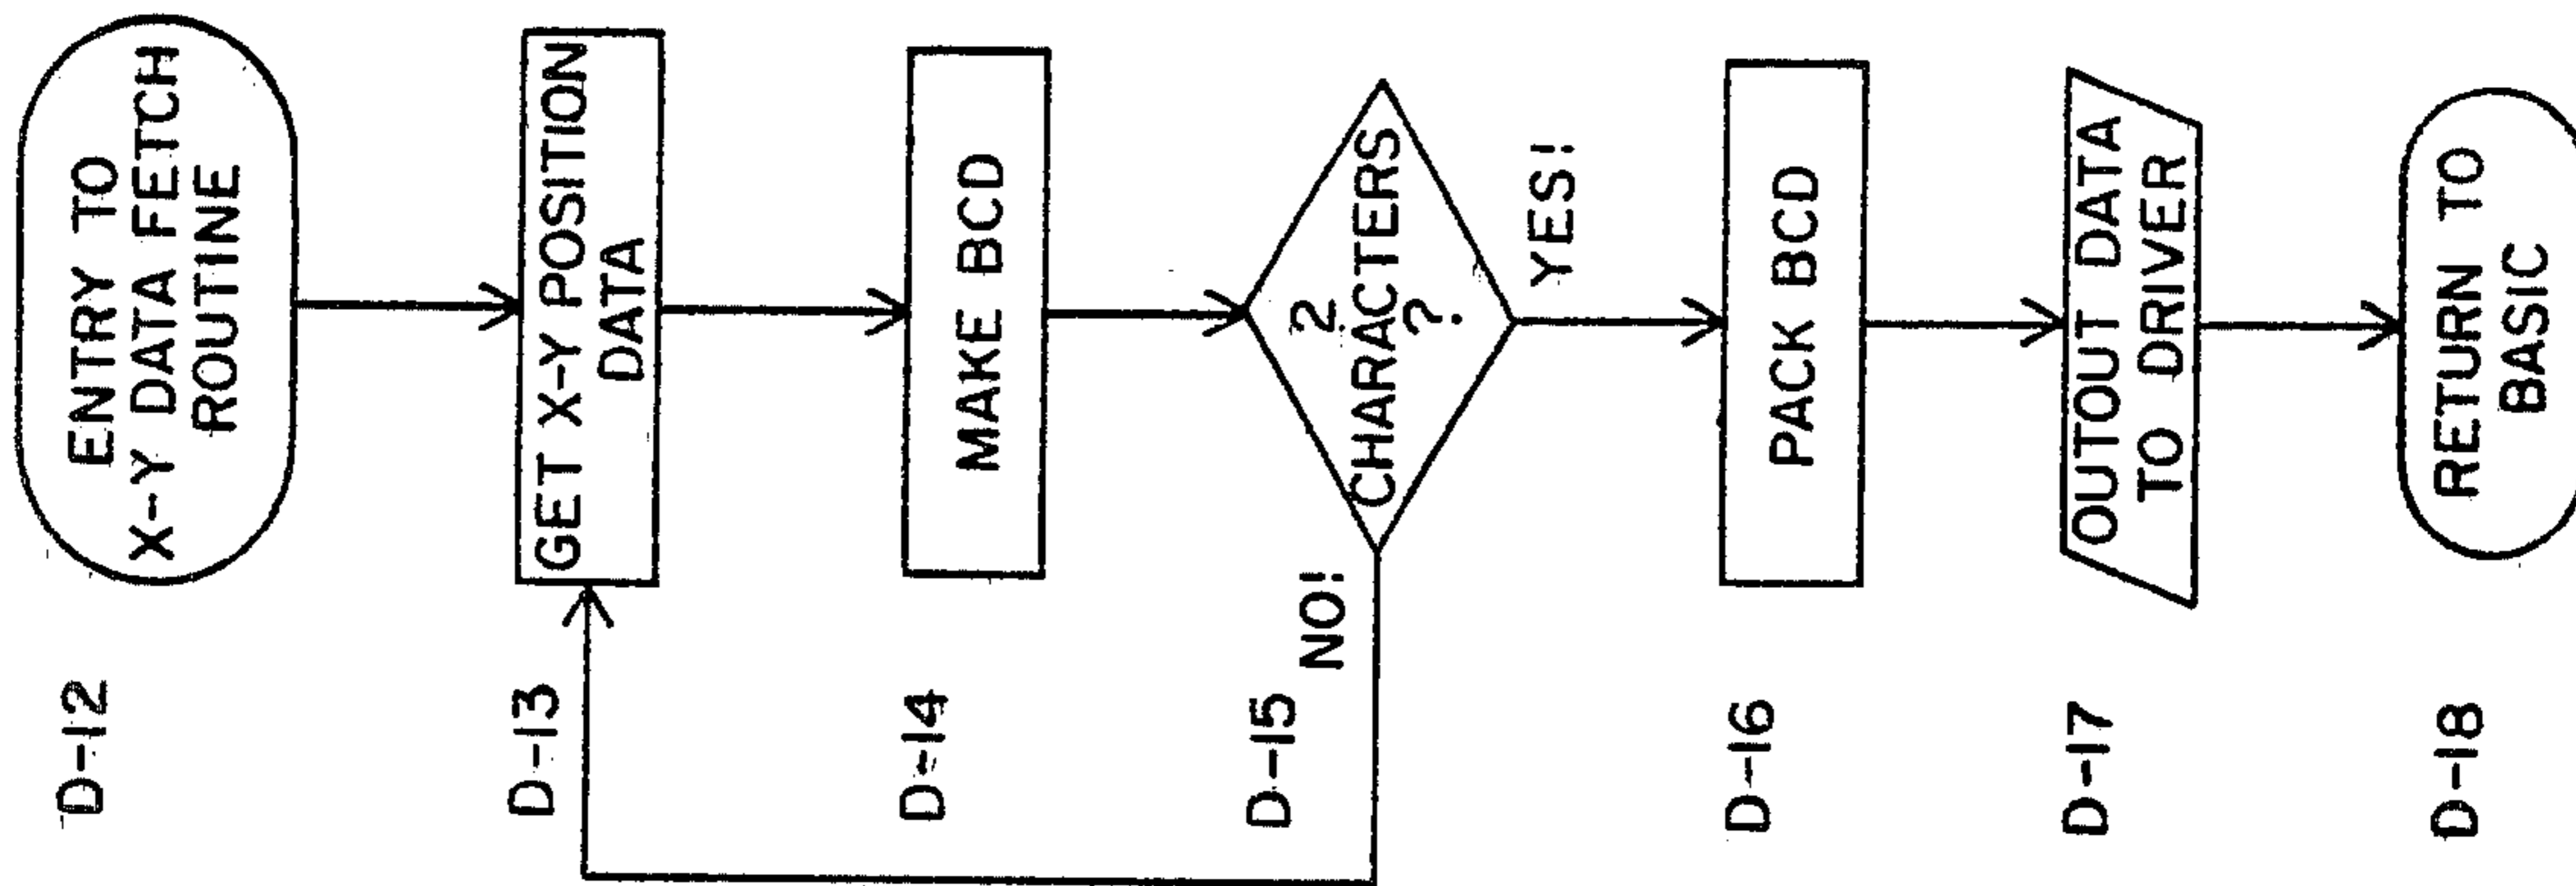 D-12
ENTRY TO
X-Y DATA FETCH
ROUTINE
D-13
GET X-Y POSITION
DATA
D-14
MAKE BCD
D-15
2
CHARACTERS
?
NO!
YES!
D-16
PACK BCD
D-17
OUTOUT DATA
TO DRIVER
D-18
RETURN TO
BASIC